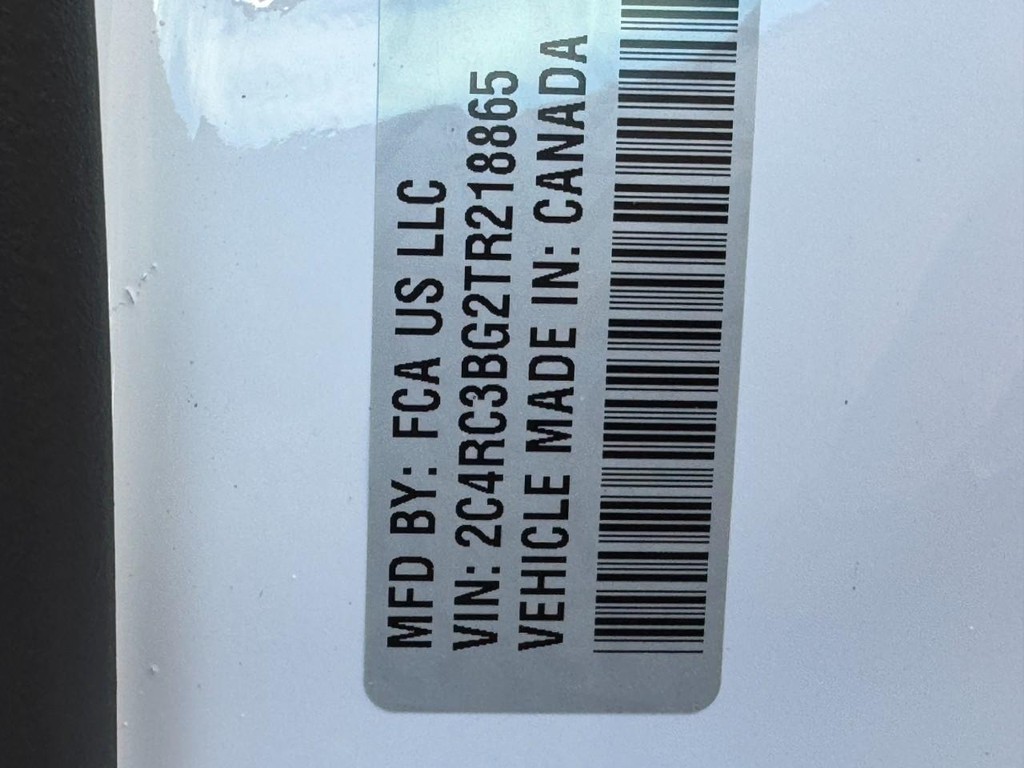 MFD BY: FCA US LLC
VIN: 2C4RC3BG2TR218865
VEHICLE MADE IN: CANADA